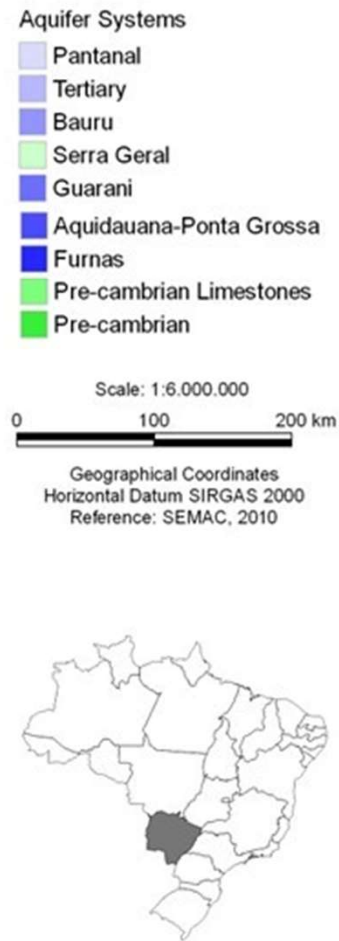 Aquifer Systems
Pantanal
Tertiary
Bauru
Serra Geral
Guarani
Aquidauana-Ponta Grossa
Furnas
Pre-cambrian Limestones
Pre-cambrian
Scale: 1:6.000.000
0 100 200 km
Geographical Coordinates
Horizontal Datum SIRGAS 2000
Reference: SEMAC, 2010